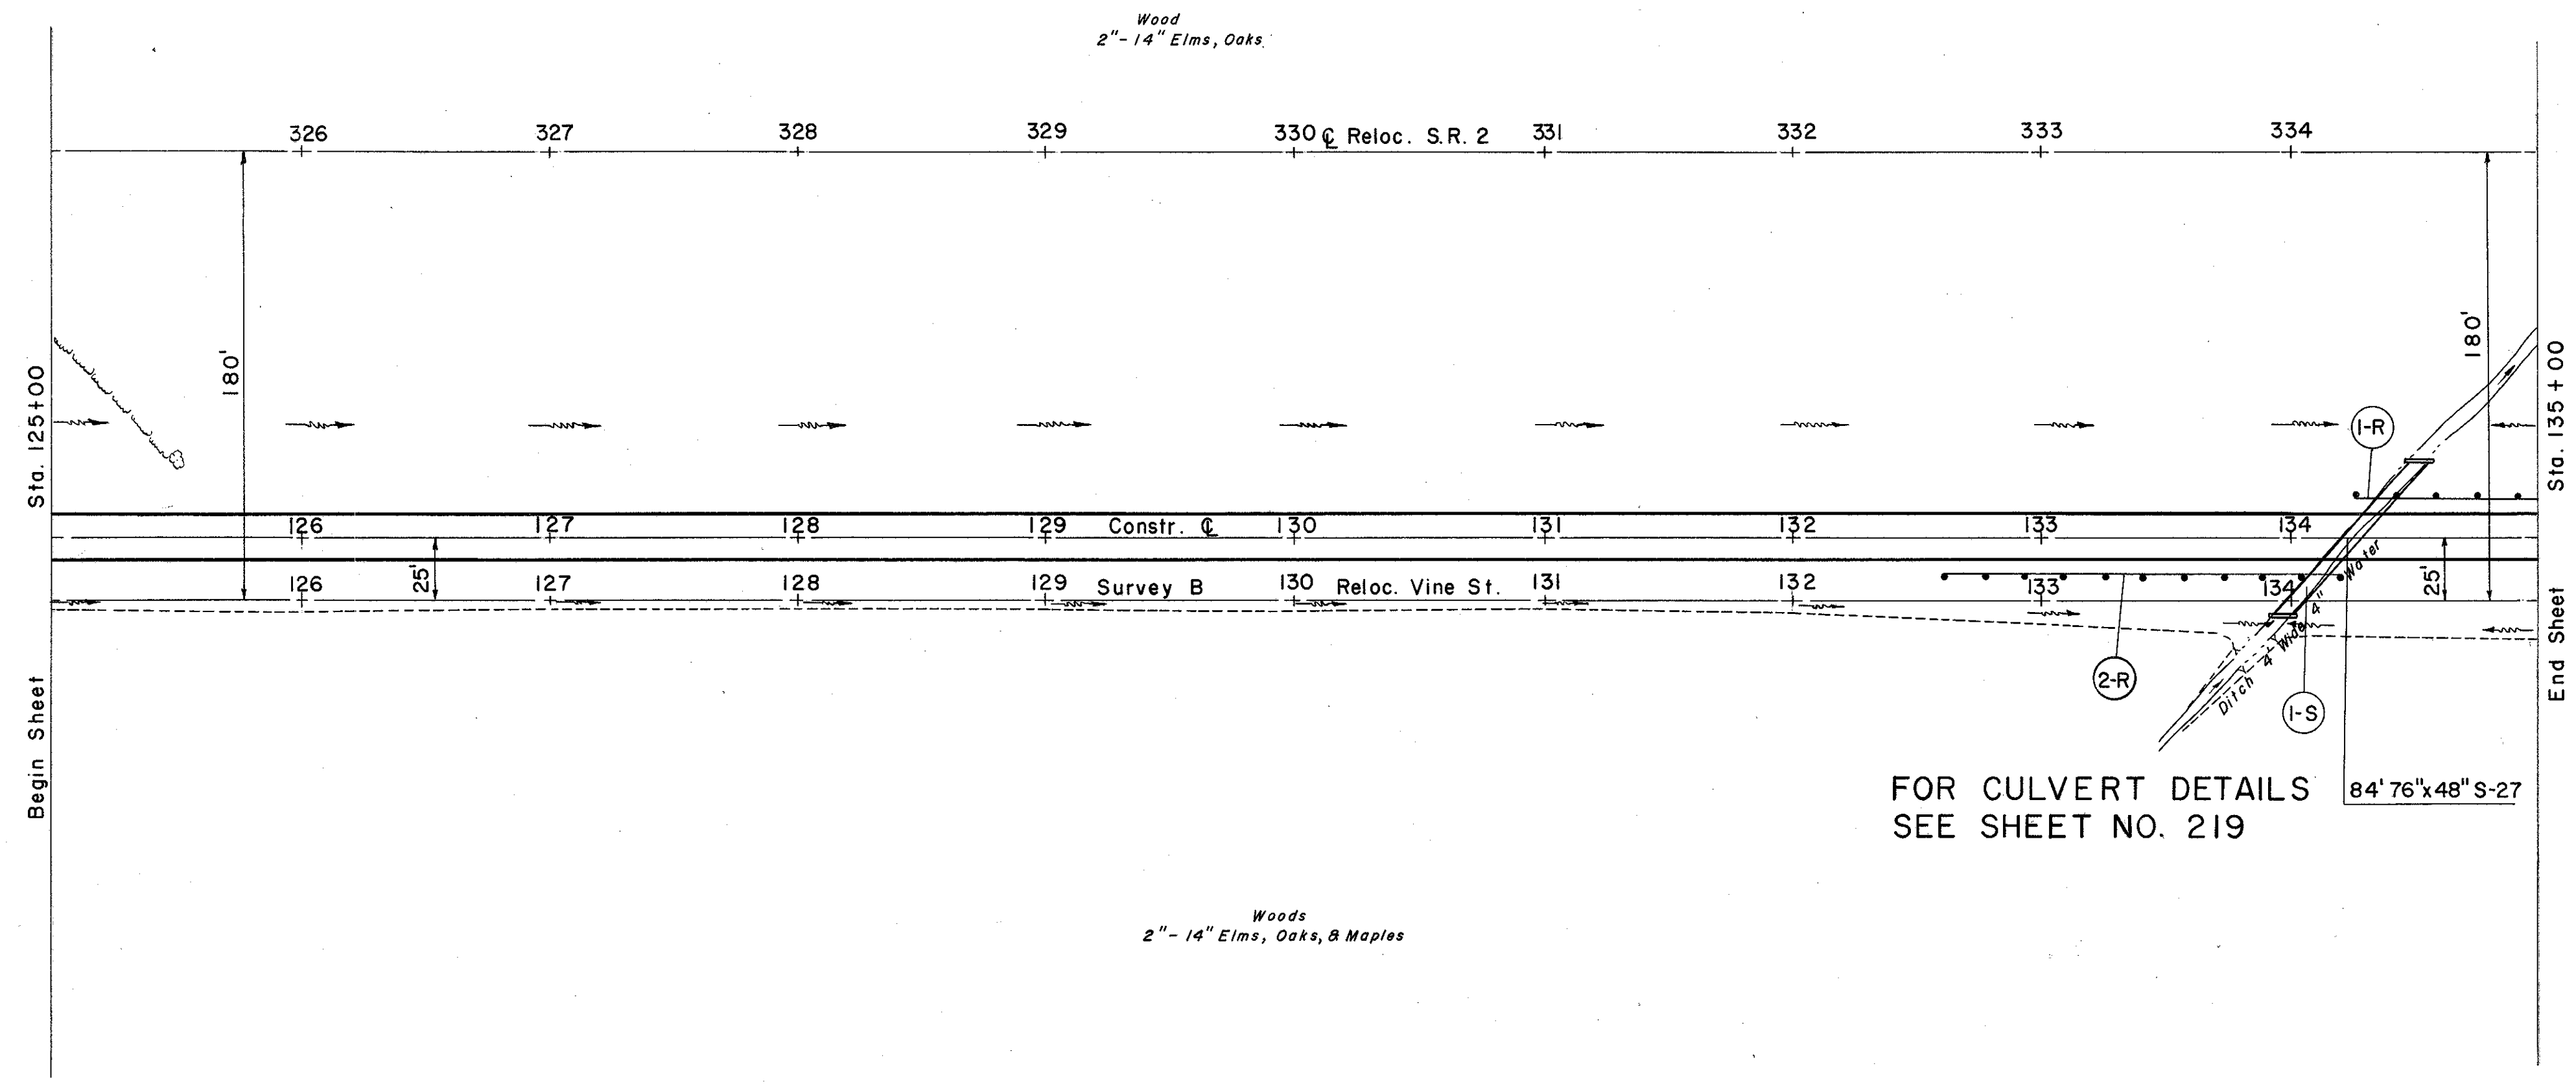 Wood
2"- 14" Elms, Oaks
326 327 328 329 330 ℄ Reloc. S.R. 2 331 332 333 334
180'
180'
Sta. 125+00
Sta. 135+00
1-R
126 127 128 129 Constr. ℄ 130 131 132 133 134
25'
25'
126 127 128 129 Survey B 130 Reloc. Vine St. 131 132 133 134
Ditch 4' Wide 4" Water
2-R
1-S
Begin Sheet
End Sheet
84' 76"x48" S-27
FOR CULVERT DETAILS
SEE SHEET NO. 219
Woods
2"- 14" Elms, Oaks, & Maples